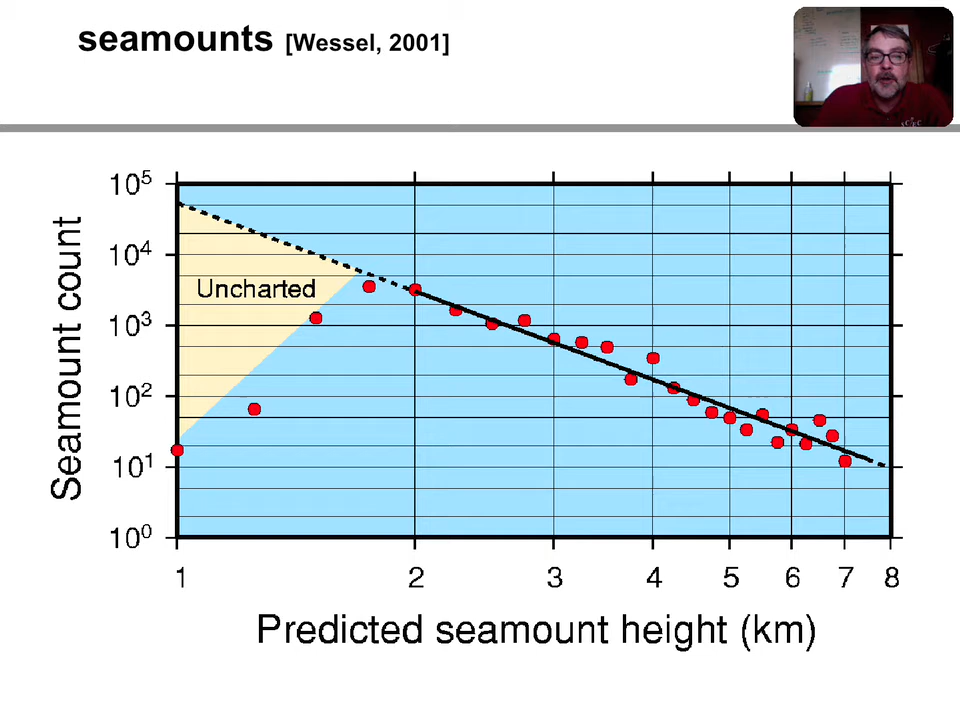 seamounts [Wessel, 2001]
10⁵
10⁴
10³
10²
10¹
10⁰
Seamount count
Uncharted
1 2 3 4 5 6 7 8
Predicted seamount height (km)